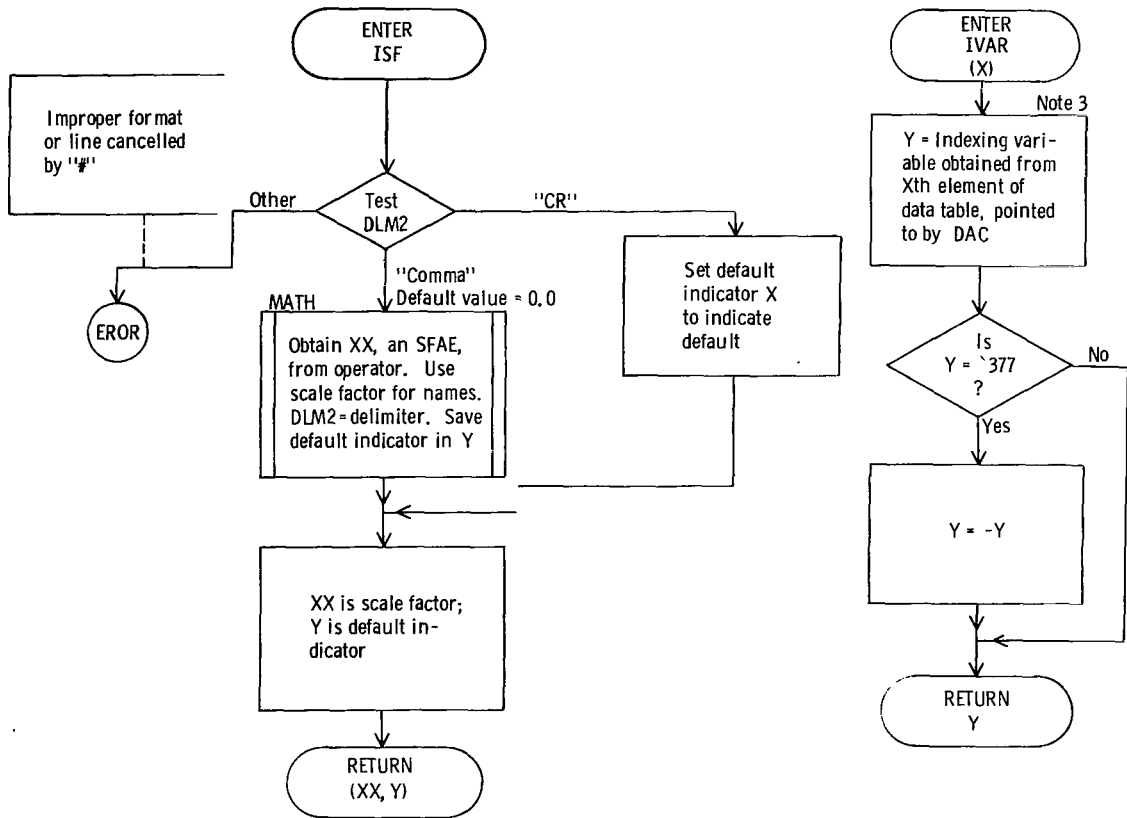 ENTER
ISF
Improper format
or line cancelled
by "#"
Other
Test
DLM2
"CR"
EROR
"Comma"
Default value = 0.0
MATH
Obtain XX, an SFAE,
from operator. Use
scale factor for names.
DLM2=delimiter. Save
default indicator in Y
Set default
indicator X
to indicate
default
XX is scale factor;
Y is default in-
dicator
RETURN
(XX, Y)
ENTER
IVAR
(X)
Note 3
Y = Indexing vari-
able obtained from
Xth element of
data table, pointed
to by DAC
Is
Y = `377
?
No
Yes
Y = -Y
RETURN
Y